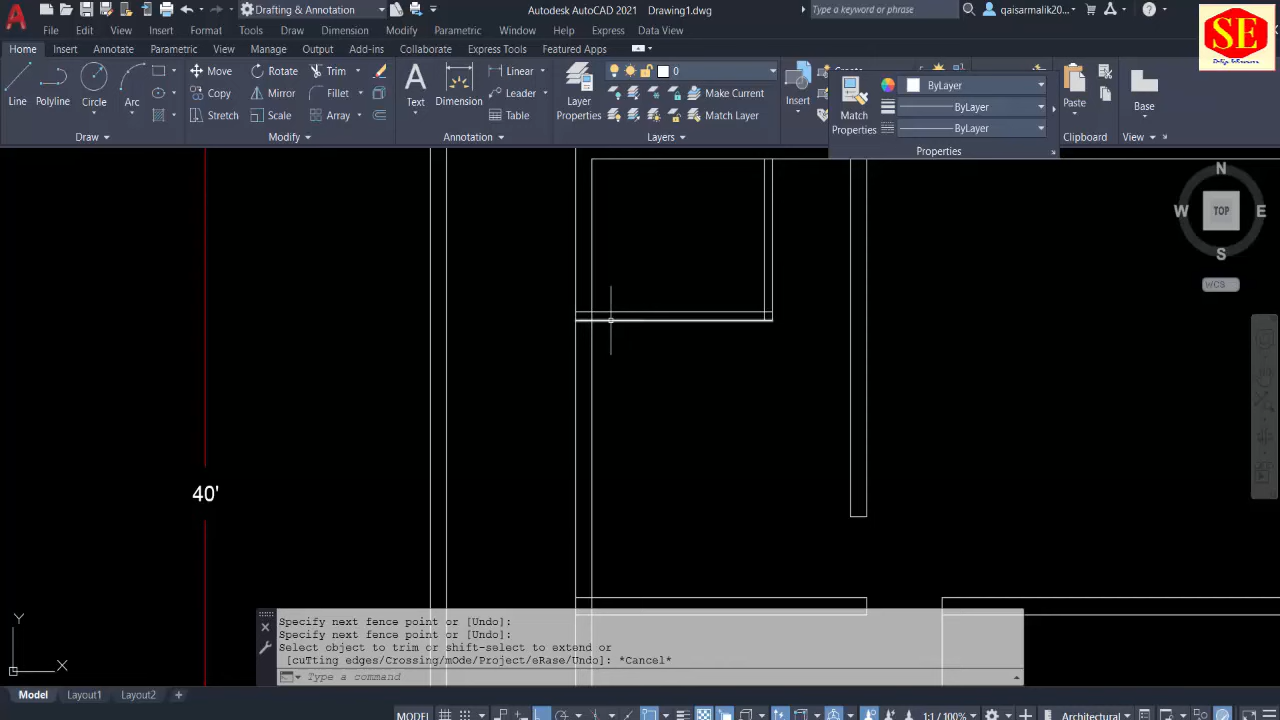 Drafting & Annotation
Autodesk AutoCAD 2021 Drawing1.dwg
Type a keyword or phrase
qaisarmalik20...
SE
File Edit View Insert Format Tools Draw Dimension Modify Parametric Window Help Express Data View
Home Insert Annotate Parametric View Manage Output Add-ins Collaborate Express Tools Featured Apps
Line
Polyline
Circle
Arc
Draw
Move Rotate Trim
Copy Mirror Fillet
Stretch Scale Array
Modify
Text
Dimension
Linear
Leader
Table
Annotation
Layer
Properties
0
Make Current
Match Layer
Layers
Insert
Match
Properties
ByLayer
ByLayer
ByLayer
Properties
Paste
Clipboard
Base
View
N
W
TOP
E
S
WCS
40'
Y
X
Specify next fence point or [Undo]:
Specify next fence point or [Undo]:
Select object to trim or shift-select to extend or
[cuTting edges/Crossing/mOde/Project/eRase/Undo]: *Cancel*
Type a command
Model Layout1 Layout2 +
MODEL
1:1 / 100%
Architectural